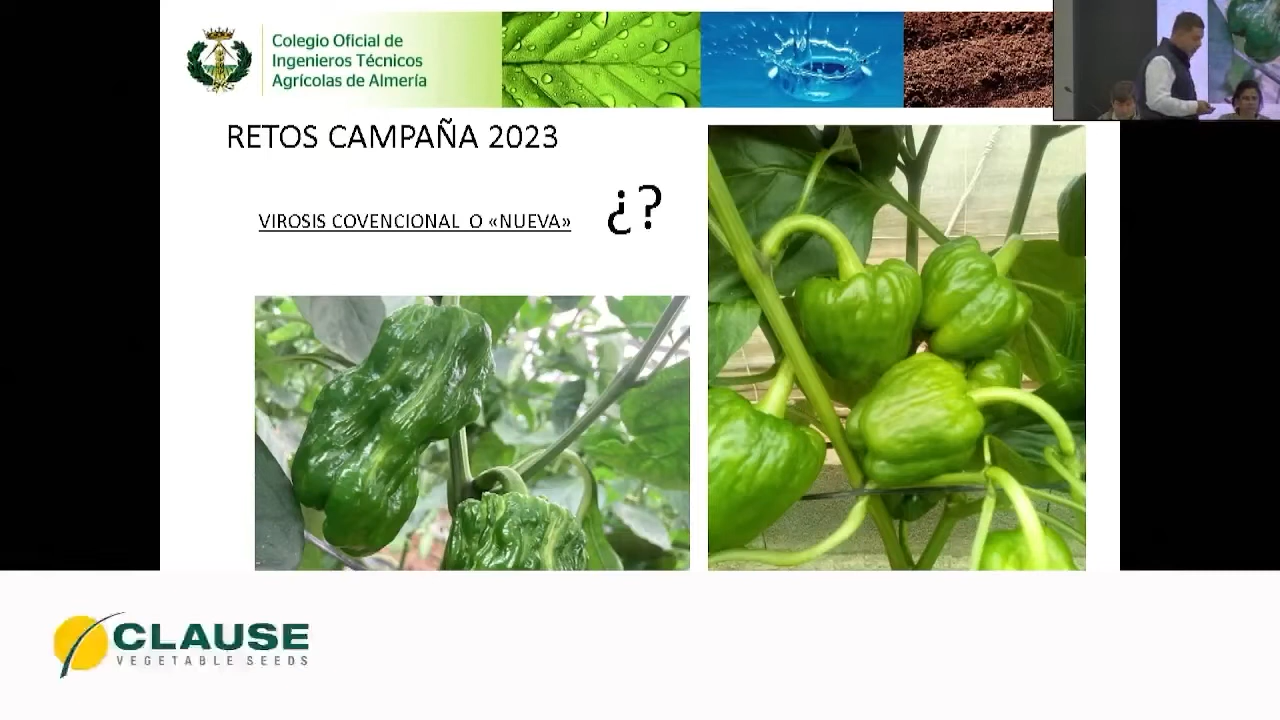 Colegio Oficial de
Ingenieros Técnicos
Agrícolas de Almería
RETOS CAMPAÑA 2023
VIROSIS COVENCIONAL O «NUEVA» ¿?
CLAUSE
VEGETABLE SEEDS